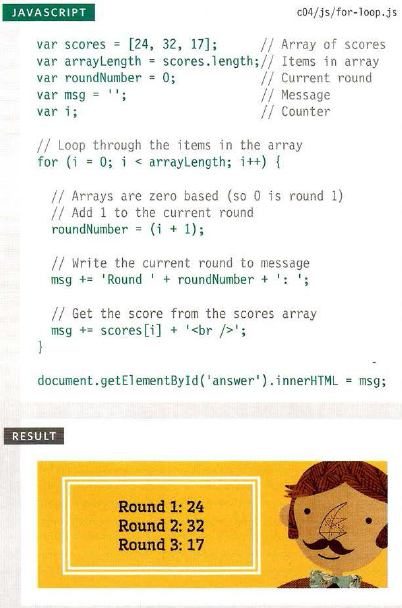 JAVASCRIPT c04/js/for-loop.js
var scores = [24, 32, 17]; // Array of scores
var arrayLength = scores.length;// Items in array
var roundNumber = 0; // Current round
var msg = ''; // Message
var i; // Counter
// Loop through the items in the array
for (i = 0; i < arrayLength; i++) {
// Arrays are zero based (so 0 is round 1)
// Add 1 to the current round
roundNumber = (i + 1);
// Write the current round to message
msg += 'Round ' + roundNumber + ': ';
// Get the score from the scores array
msg += scores[i] + '<br />';
}
document.getElementById('answer').innerHTML = msg;
RESULT
Round 1: 24
Round 2: 32
Round 3: 17